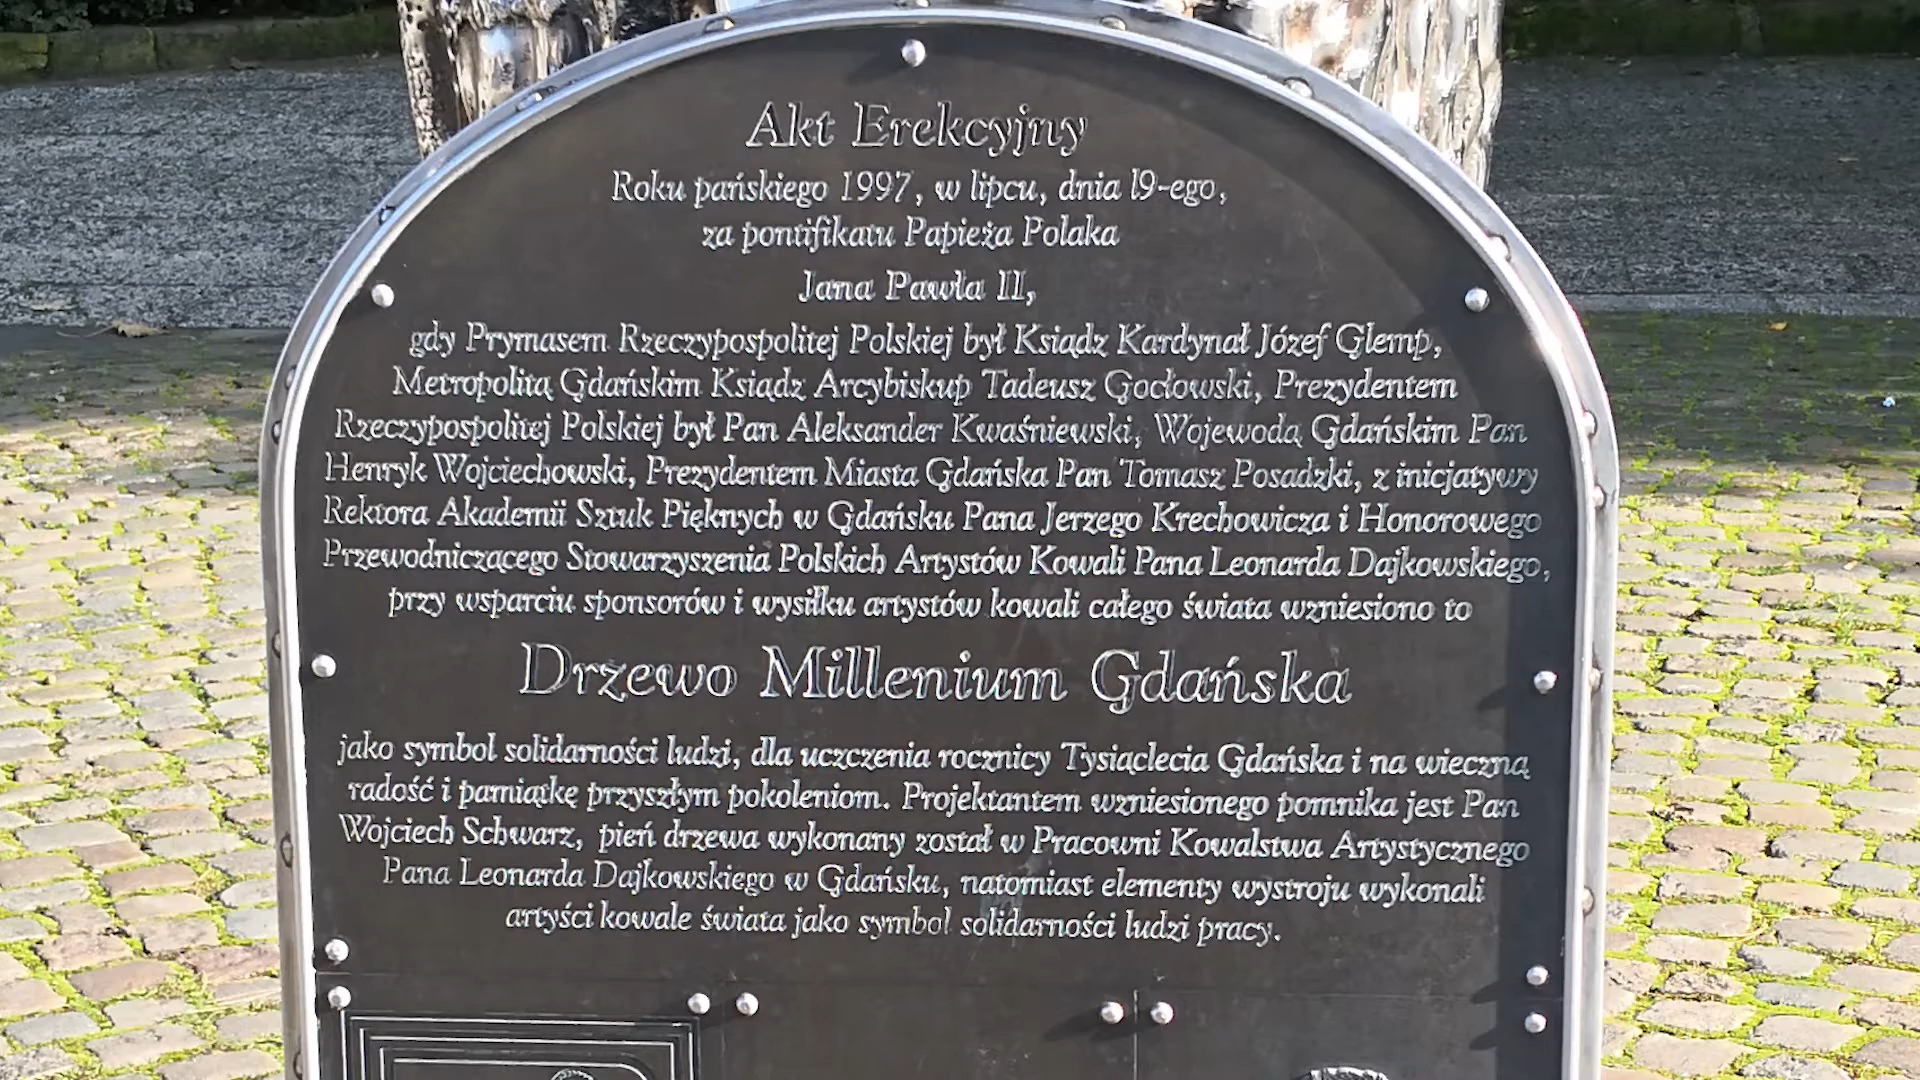 Akt Erekcyjny
Roku pańskiego 1997, w lipcu, dnia 19-ego,
za pontifikatu Papieża Polaka
Jana Pawła II,
gdy Prymasem Rzeczypospolitej Polskiej był Ksiądz Kardynał Józef Glemp,
Metropolitą Gdańskim Ksiądz Arcybiskup Tadeusz Gocłowski, Prezydentem
Rzeczypospolitej Polskiej był Pan Aleksander Kwaśniewski, Wojewodą Gdańskim Pan
Henryk Wojciechowski, Prezydentem Miasta Gdańska Pan Tomasz Posadzki, z inicjatywy
Rektora Akademii Sztuk Pięknych w Gdańsku Pana Jerzego Krechowicza i Honorowego
Przewodniczącego Stowarzyszenia Polskich Artystów Kowali Pana Leonarda Dajkowskiego,
przy wsparciu sponsorów i wysiłku artystów kowali całego świata wzniesiono to
Drzewo Millenium Gdańska
jako symbol solidarności ludzi, dla uczczenia rocznicy Tysiąclecia Gdańska i na wieczną
radość i pamiątkę przyszłym pokoleniom. Projektantem wzniesionego pomnika jest Pan
Wojciech Schwarz, pień drzewa wykonany został w Pracowni Kowalstwa Artystycznego
Pana Leonarda Dajkowskiego w Gdańsku, natomiast elementy wystroju wykonali
artyści kowale świata jako symbol solidarności ludzi pracy.